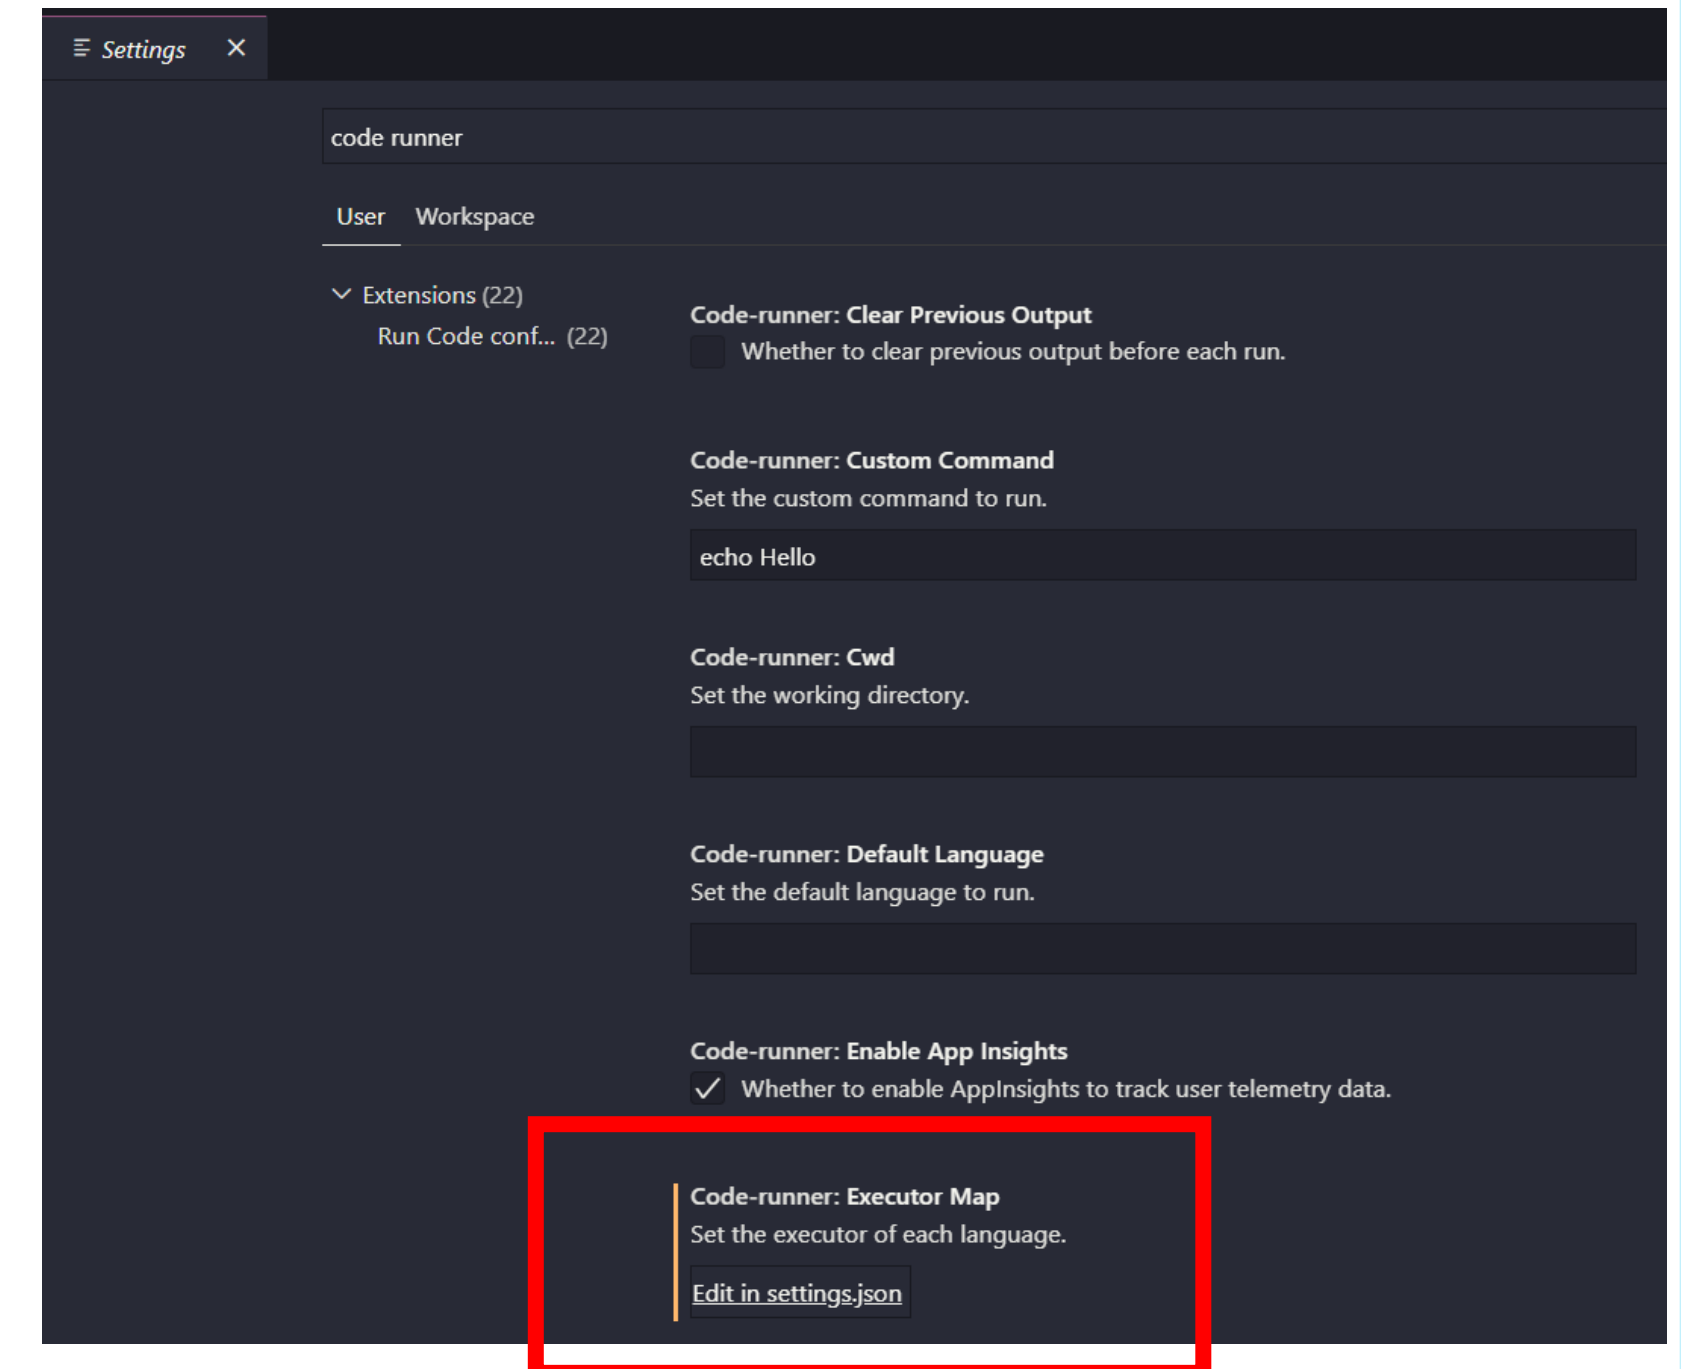 Settings
code runner
User Workspace
Extensions (22)
Run Code conf... (22)
Code-runner: Clear Previous Output
Whether to clear previous output before each run.
Code-runner: Custom Command
Set the custom command to run.
echo Hello
Code-runner: Cwd
Set the working directory.
Code-runner: Default Language
Set the default language to run.
Code-runner: Enable App Insights
Whether to enable AppInsights to track user telemetry data.
Code-runner: Executor Map
Set the executor of each language.
Edit in settings.json